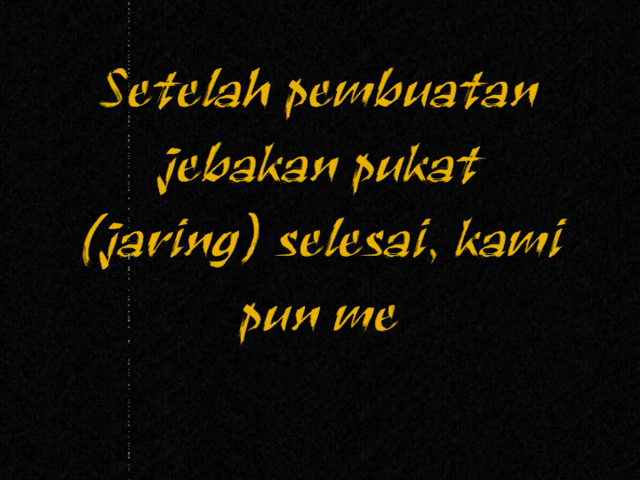 Setelah pembuatan
jebakan pukat
(jaring) selesai, kami
pun me